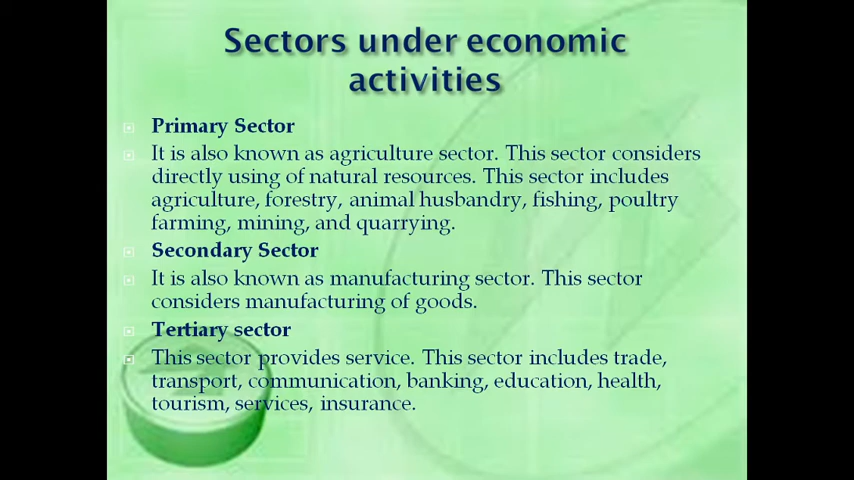 Sectors under economic
activities
Primary Sector
It is also known as agriculture sector. This sector considers
directly using of natural resources. This sector includes
agriculture, forestry, animal husbandry, fishing, poultry
farming, mining, and quarrying.
Secondary Sector
It is also known as manufacturing sector. This sector
considers manufacturing of goods.
Tertiary sector
This sector provides service. This sector includes trade,
transport, communication, banking, education, health,
tourism, services, insurance.